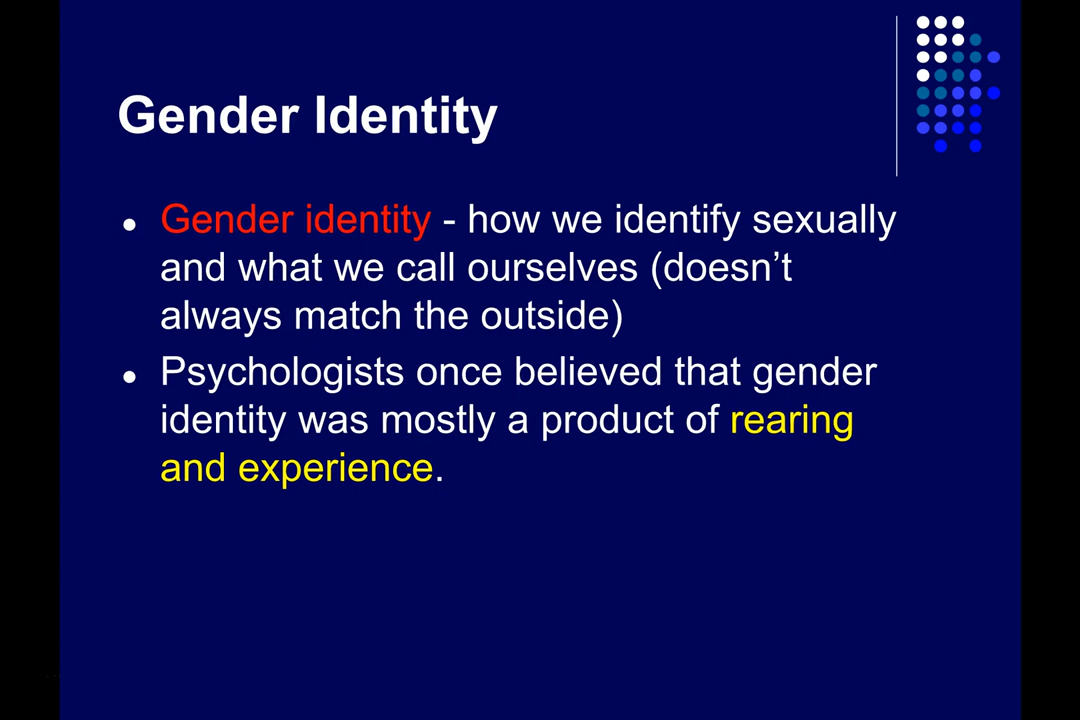 Gender Identity
● Gender identity - how we identify sexually
and what we call ourselves (doesn’t
always match the outside)
● Psychologists once believed that gender
identity was mostly a product of rearing
and experience.